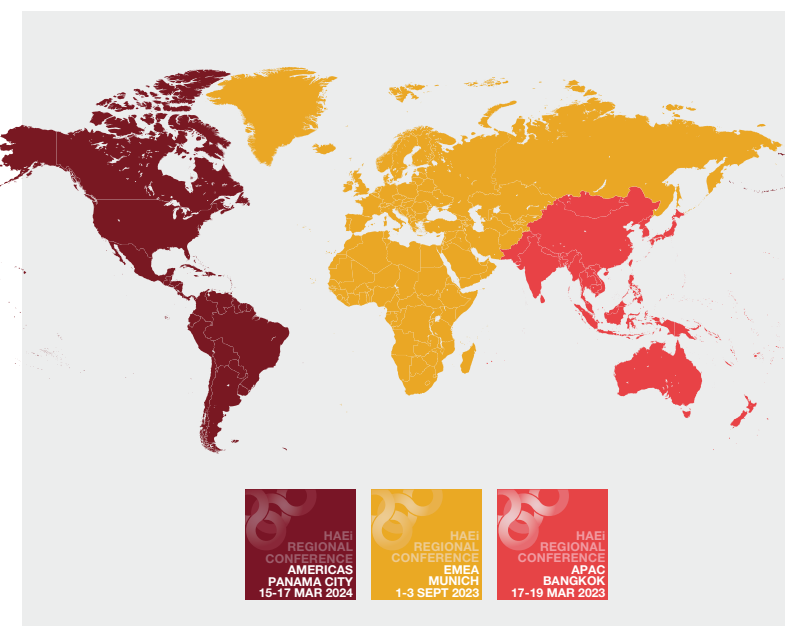 HAEi
REGIONAL
CONFERENCE
AMERICAS
PANAMA CITY
15-17 MAR 2024
HAEi
REGIONAL
CONFERENCE
EMEA
MUNICH
1-3 SEPT 2023
HAEi
REGIONAL
CONFERENCE
APAC
BANGKOK
17-19 MAR 2023